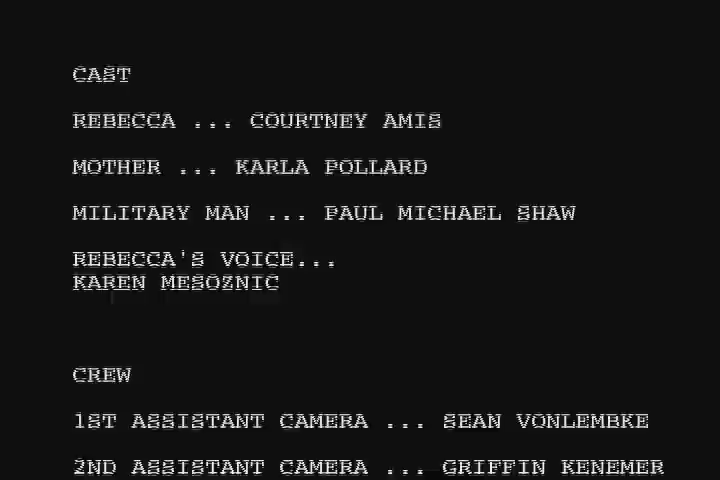 CAST
REBECCA ... COURTNEY AMIS
MOTHER ... KARLA POLLARD
MILITARY MAN ... PAUL MICHAEL SHAW
REBECCA'S VOICE...
KAREN MESOZNIC
CREW
1ST ASSISTANT CAMERA ... SEAN VONLEMBKE
2ND ASSISTANT CAMERA ... GRIFFIN KENEMER